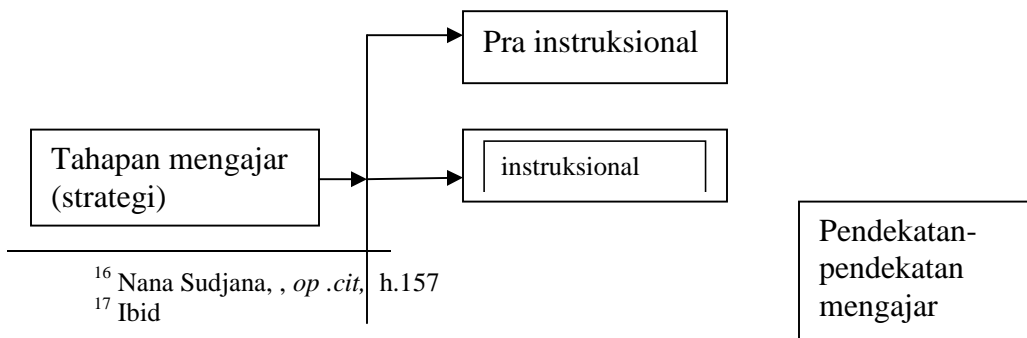 Pra instruksional
Tahapan mengajar
(strategi)
instruksional
Pendekatan-
pendekatan
mengajar
16 Nana Sudjana, , op .cit, h.157
17 Ibid